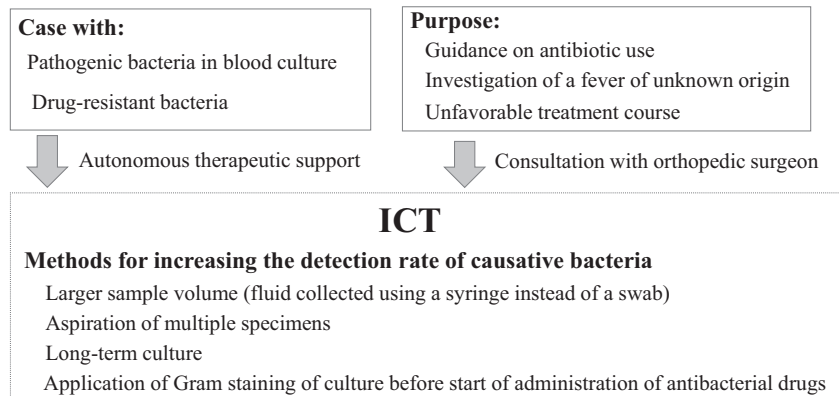 Case with:
Pathogenic bacteria in blood culture
Drug-resistant bacteria
Purpose:
Guidance on antibiotic use
Investigation of a fever of unknown origin
Unfavorable treatment course
Autonomous therapeutic support
Consultation with orthopedic surgeon
ICT
Methods for increasing the detection rate of causative bacteria
Larger sample volume (fluid collected using a syringe instead of a swab)
Aspiration of multiple specimens
Long-term culture
Application of Gram staining of culture before start of administration of antibacterial drugs